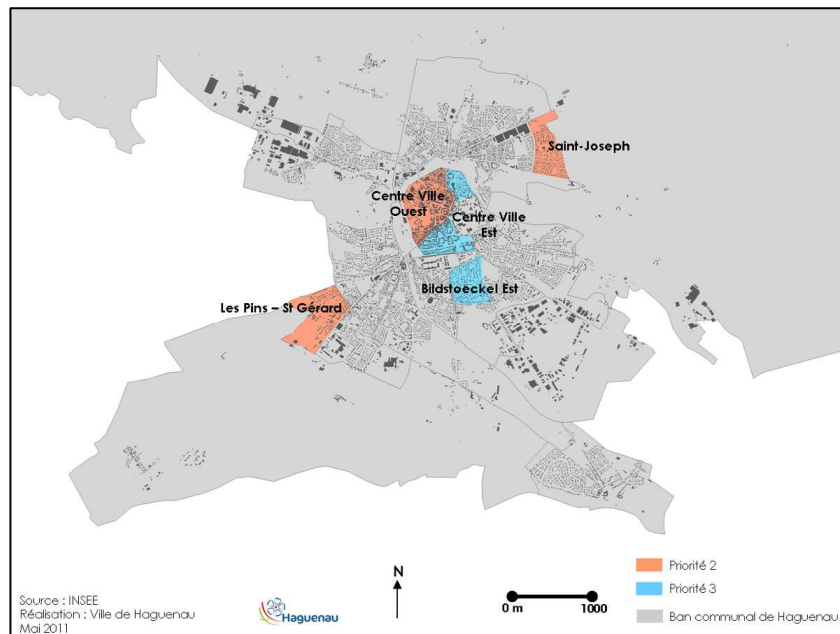 Saint-Joseph
Centre Ville
Ouest
Centre Ville
Est
Bildstoeckel Est
Les Pins – St Gérard
N
0 m
1000
Priorité 2
Priorité 3
Ban communal de Haguenau
Source : INSEE
Réalisation : Ville de Haguenau
Mai 2011
Haguenau